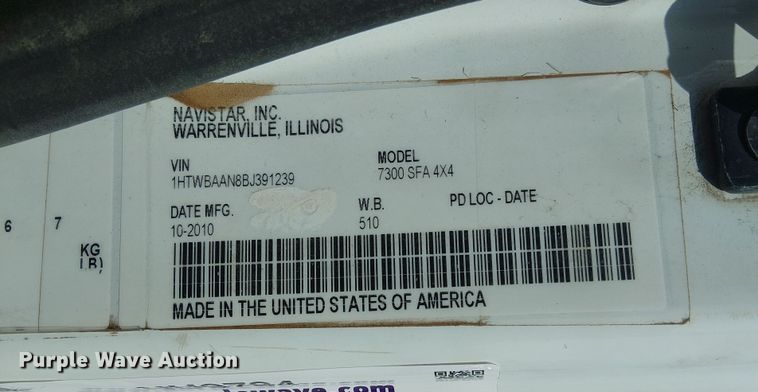 NAVISTAR, INC.
WARRENVILLE, ILLINOIS
VIN
1HTWBAAN8BJ391239
MODEL
7300 SFA 4X4
DATE MFG.
10-2010
W.B.
510
PD LOC - DATE
6 7
KG
LB)
MADE IN THE UNITED STATES OF AMERICA
Purple Wave Auction